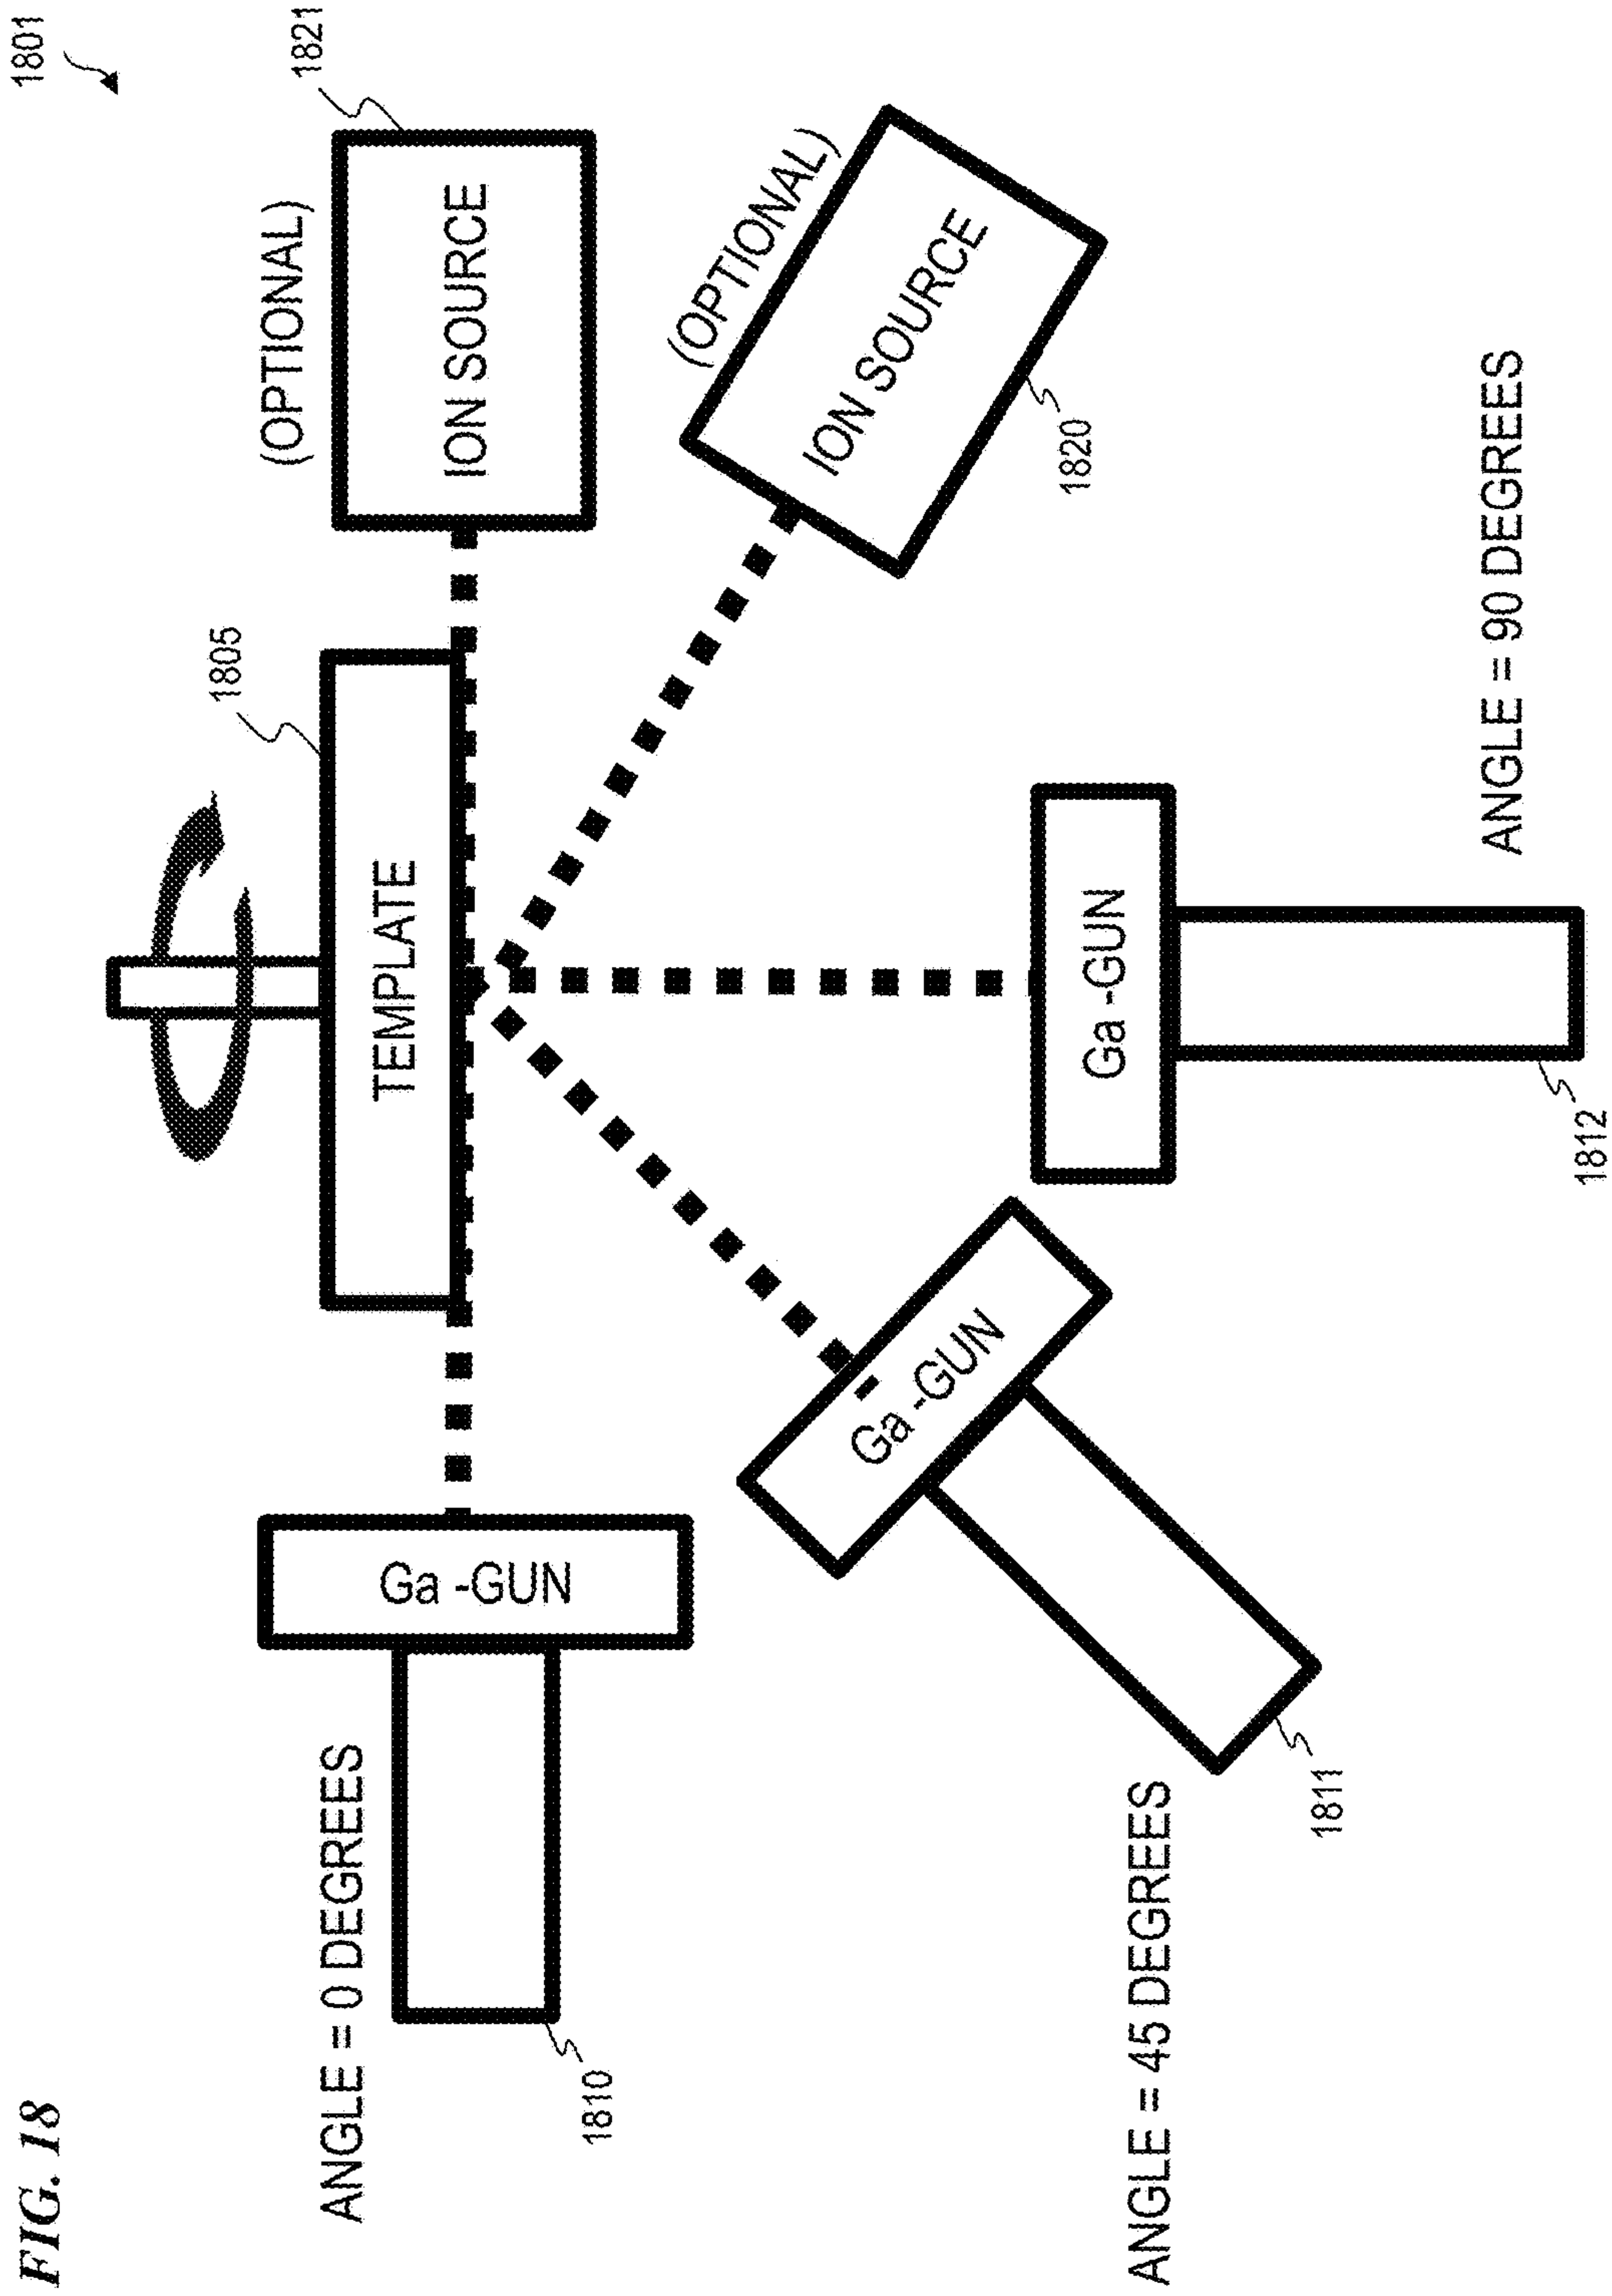 FIG. 18
1801
(OPTIONAL)
1821
ION SOURCE
1805
TEMPLATE
(OPTIONAL)
ION SOURCE
1820
ANGLE = 0 DEGREES
Ga -GUN
1810
Ga -GUN
1811
ANGLE = 45 DEGREES
Ga -GUN
1812
ANGLE = 90 DEGREES